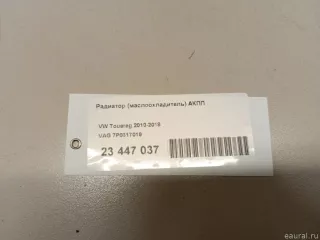 Радиатор (маслоохладитель) АКПП
VW Touareg 2010-2018
VAG 7P0317019
23 447 037
eaural.ru